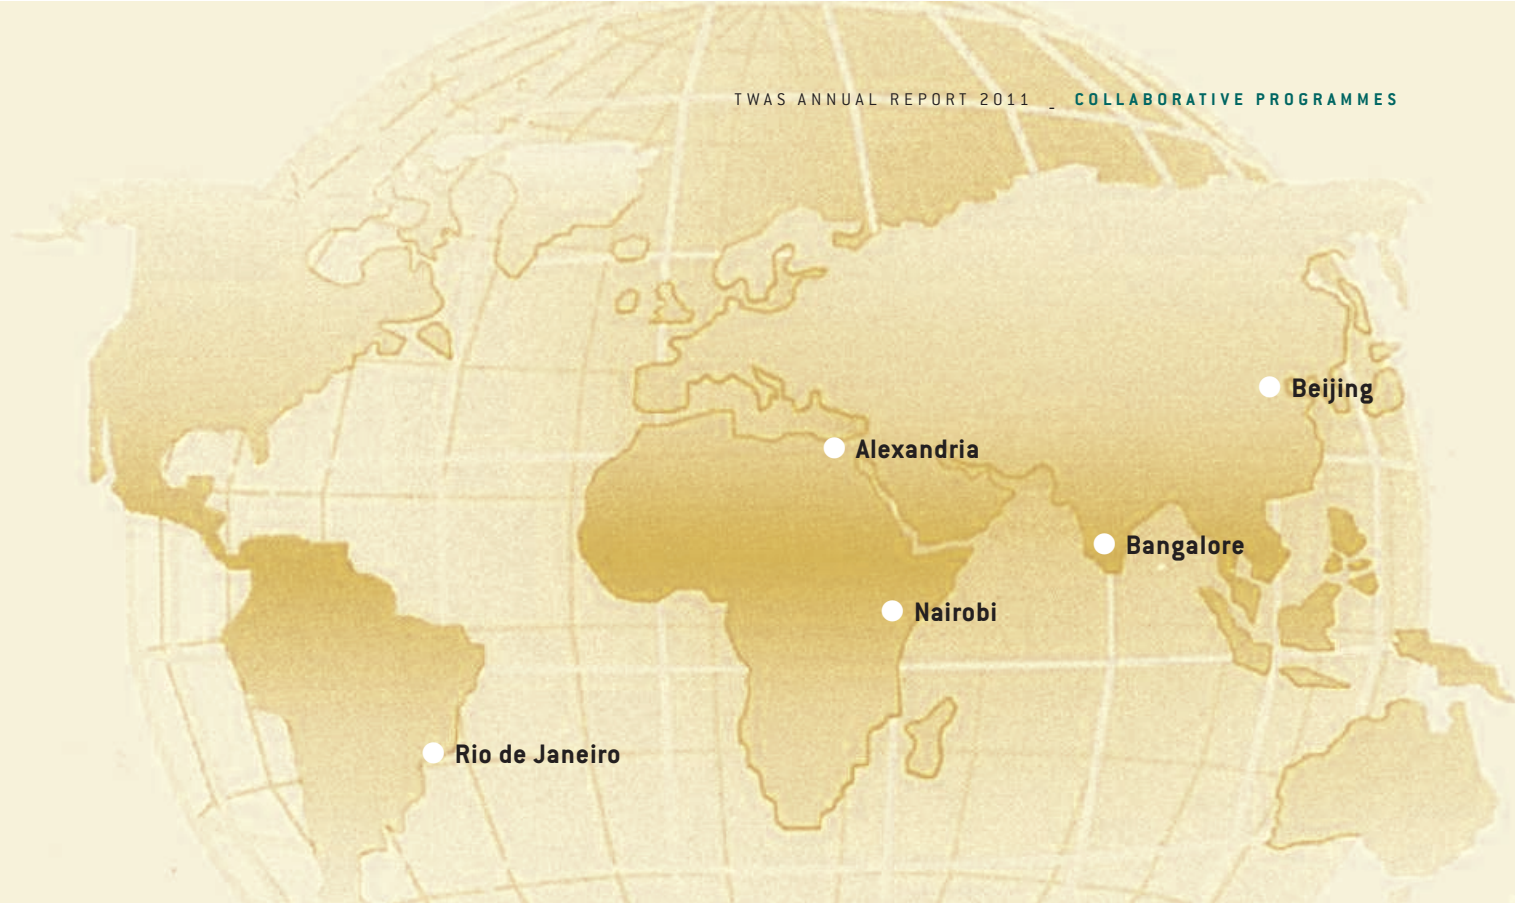 TWAS ANNUAL REPORT 2011 _ COLLABORATIVE PROGRAMMES
Beijing
Alexandria
Bangalore
Nairobi
Rio de Janeiro